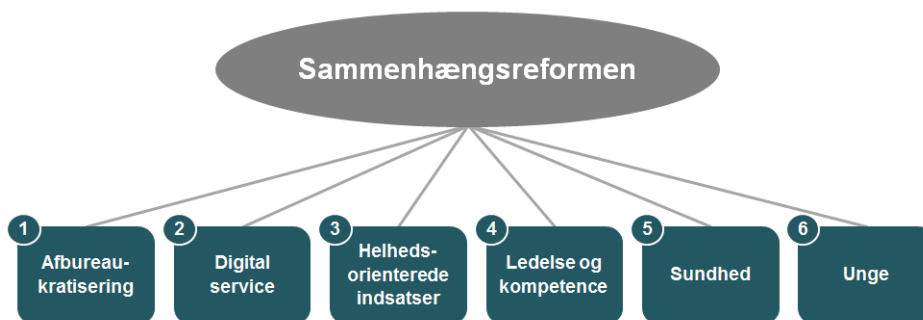 Sammenhængsreformen
1
Afbureau-
kratisering
2
Digital
service
3
Helheds-
orienterede
indsatser
4
Ledelse og
kompetence
5
Sundhed
6
Unge